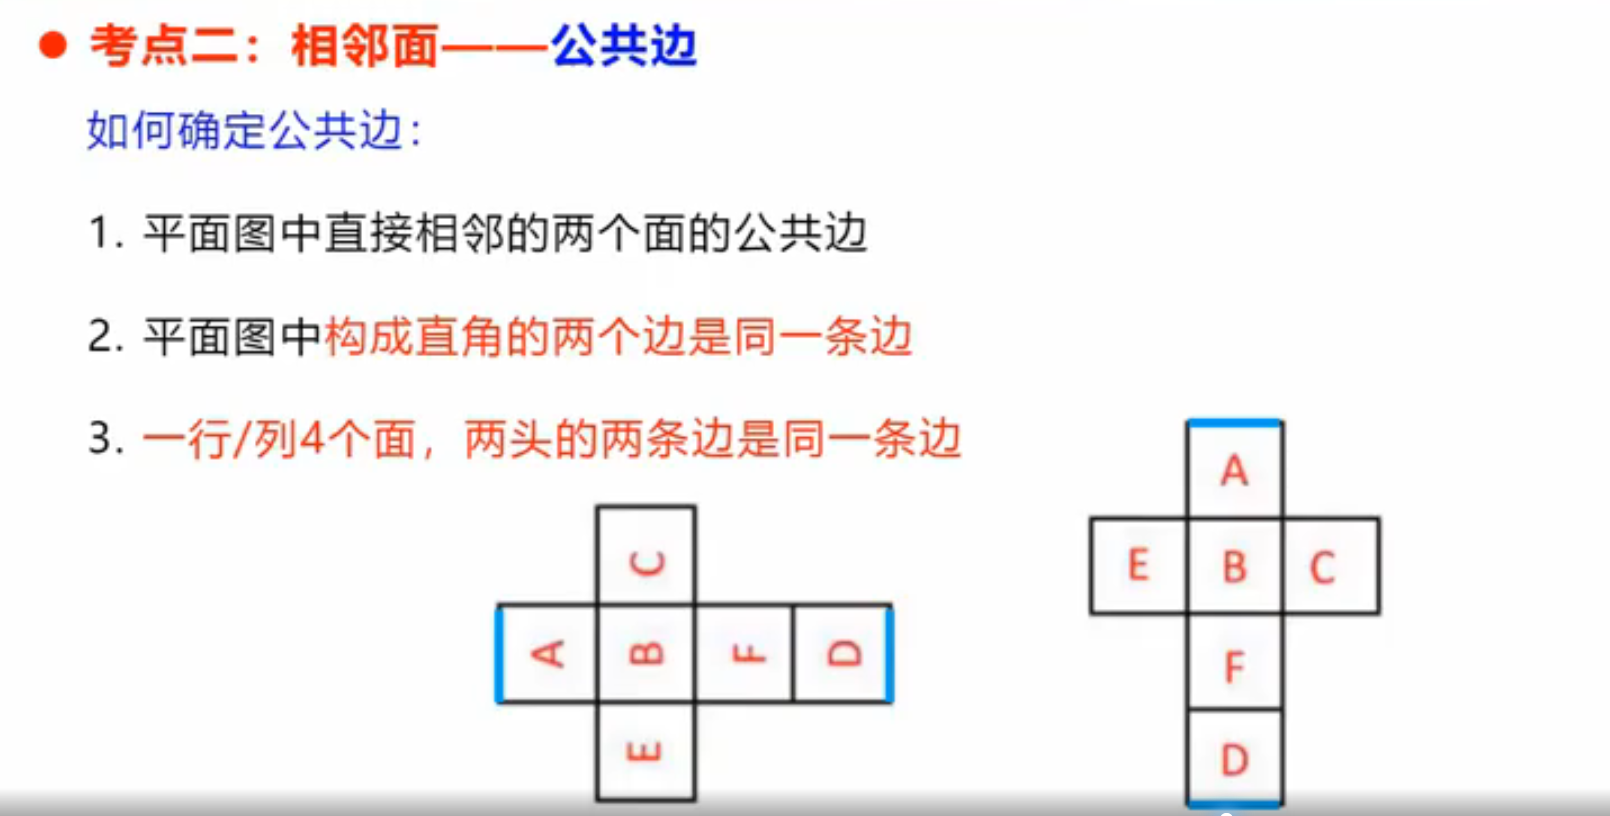 考点二：相邻面——公共边
如何确定公共边：
1. 平面图中直接相邻的两个面的公共边
2. 平面图中构成直角的两个边是同一条边
3. 一行/列4个面，两头的两条边是同一条边
C
A B F D
E
A
E B C
F
D